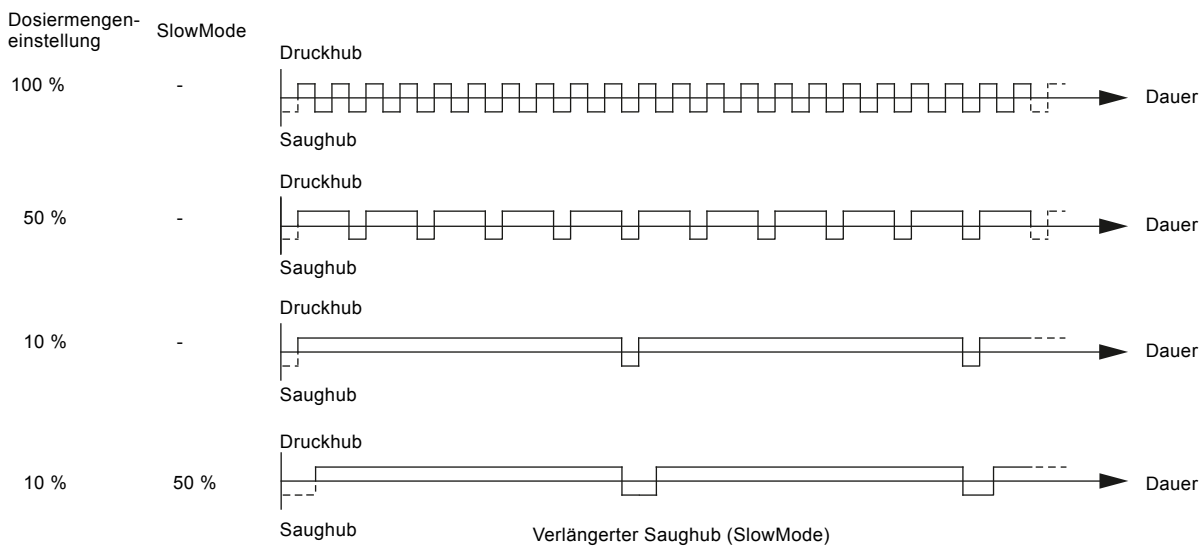 Dosiermengen-
einstellung
SlowMode
Druckhub
100 %
-
Dauer
Saughub
Druckhub
50 %
-
Dauer
Saughub
Druckhub
10 %
-
Dauer
Saughub
Druckhub
10 %
50 %
Dauer
Saughub
Verlängerter Saughub (SlowMode)